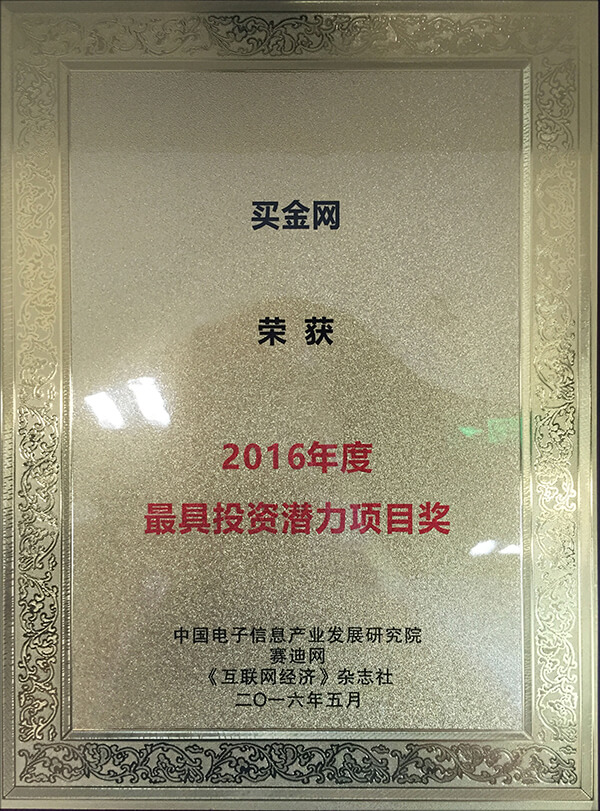 买金网
荣获
2016年度
最具投资潜力项目奖
中国电子信息产业发展研究院
赛迪网
《互联网经济》杂志社
二〇一六年五月